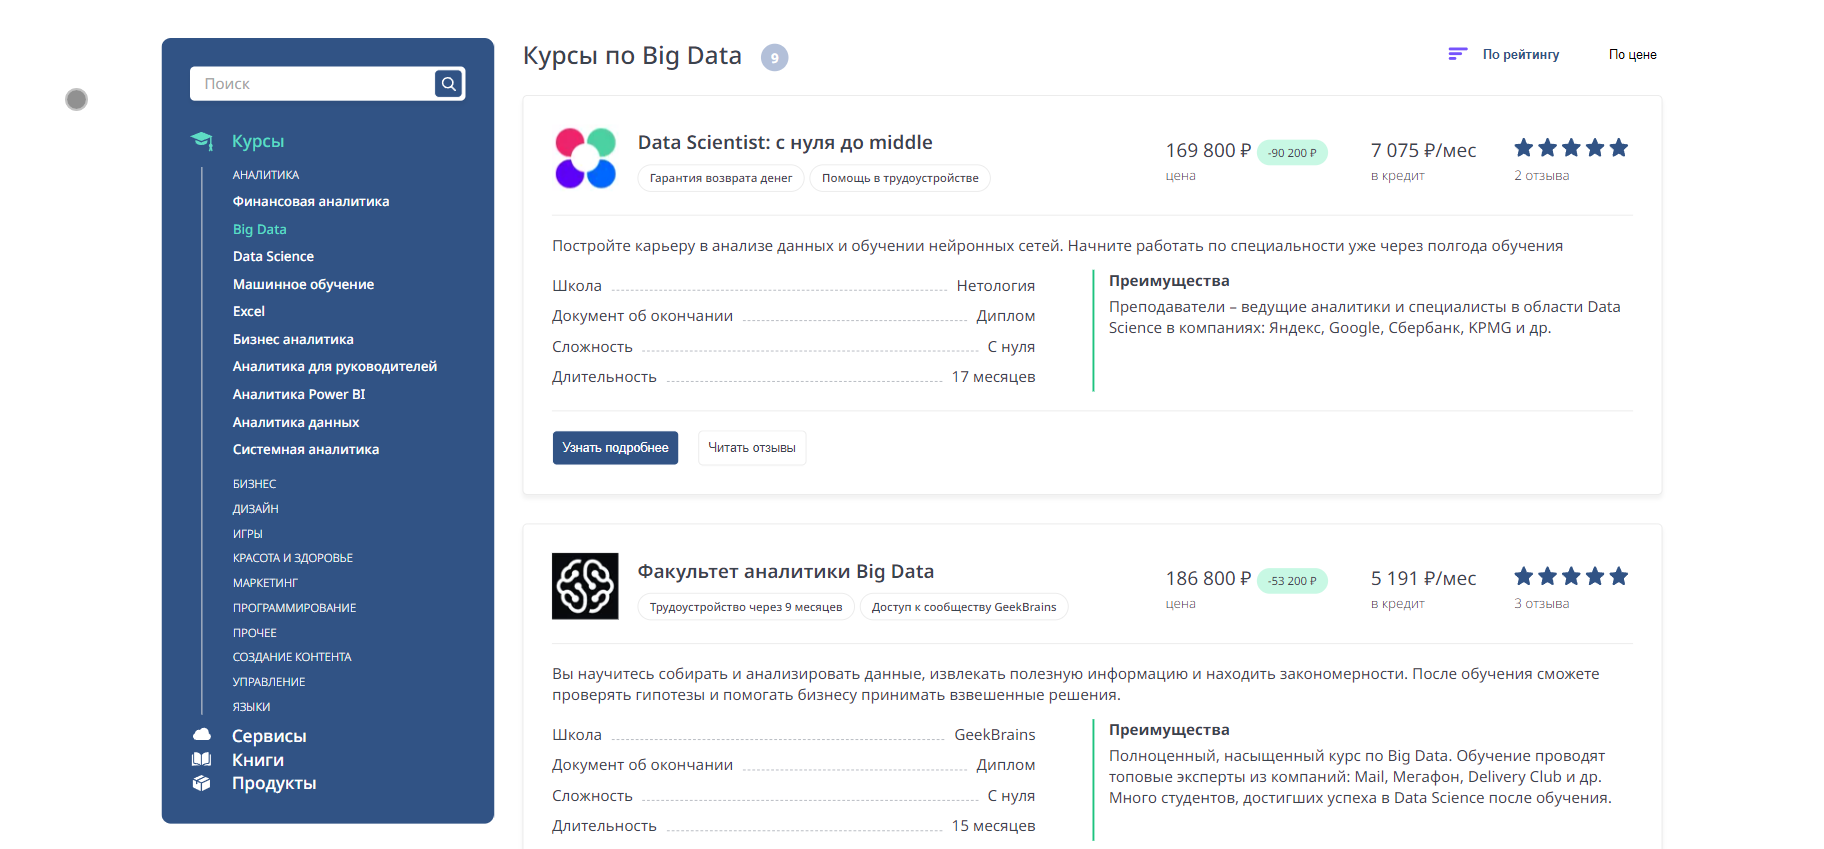 Поиск
Курсы
АНАЛИТИКА
Финансовая аналитика
Big Data
Data Science
Машинное обучение
Excel
Бизнес аналитика
Аналитика для руководителей
Аналитика Power BI
Аналитика данных
Системная аналитика
БИЗНЕС
ДИЗАЙН
ИГРЫ
КРАСОТА И ЗДОРОВЬЕ
МАРКЕТИНГ
ПРОГРАММИРОВАНИЕ
ПРОЧЕЕ
СОЗДАНИЕ КОНТЕНТА
УПРАВЛЕНИЕ
ЯЗЫКИ
Сервисы
Книги
Продукты
Курсы по Big Data 9
По рейтингу По цене
Data Scientist: с нуля до middle
Гарантия возврата денег Помощь в трудоустройстве
169 800 ₽ -90 200 ₽
цена
7 075 ₽/мес
в кредит
2 отзыва
Постройте карьеру в анализе данных и обучении нейронных сетей. Начните работать по специальности уже через полгода обучения
Школа Нетология
Документ об окончании Диплом
Сложность С нуля
Длительность 17 месяцев
Преимущества
Преподаватели – ведущие аналитики и специалисты в области Data
Science в компаниях: Яндекс, Google, Сбербанк, KPMG и др.
Узнать подробнее Читать отзывы
Факультет аналитики Big Data
Трудоустройство через 9 месяцев Доступ к сообществу GeekBrains
186 800 ₽ -53 200 ₽
цена
5 191 ₽/мес
в кредит
3 отзыва
Вы научитесь собирать и анализировать данные, извлекать полезную информацию и находить закономерности. После обучения сможете
проверять гипотезы и помогать бизнесу принимать взвешенные решения.
Школа GeekBrains
Документ об окончании Диплом
Сложность С нуля
Длительность 15 месяцев
Преимущества
Полноценный, насыщенный курс по Big Data. Обучение проводят
топовые эксперты из компаний: Mail, Мегафон, Delivery Club и др.
Много студентов, достигших успеха в Data Science после обучения.